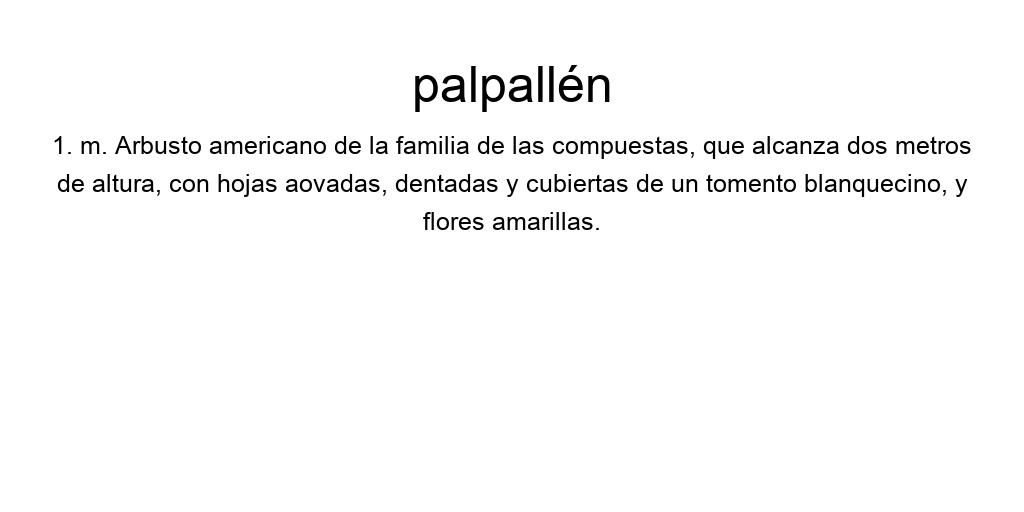 palpallén
1. m. Arbusto americano de la familia de las compuestas, que alcanza dos metros
de altura, con hojas aovadas, dentadas y cubiertas de un tomento blanquecino, y
flores amarillas.